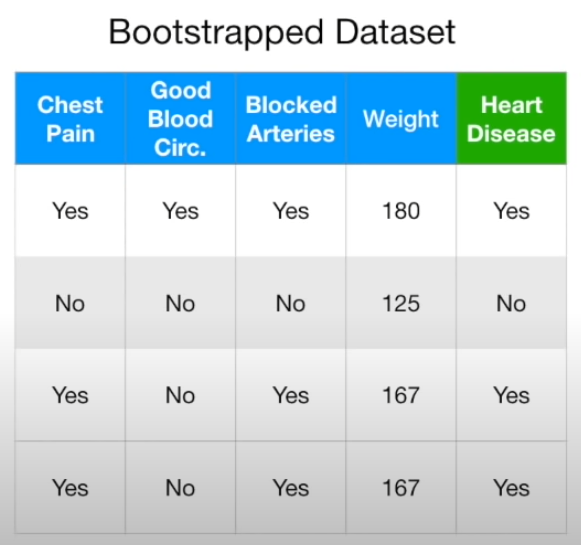 Bootstrapped Dataset
Chest Pain Good Blood Circ. Blocked Arteries Weight Heart Disease
Yes Yes Yes 180 Yes
No No No 125 No
Yes No Yes 167 Yes
Yes No Yes 167 Yes